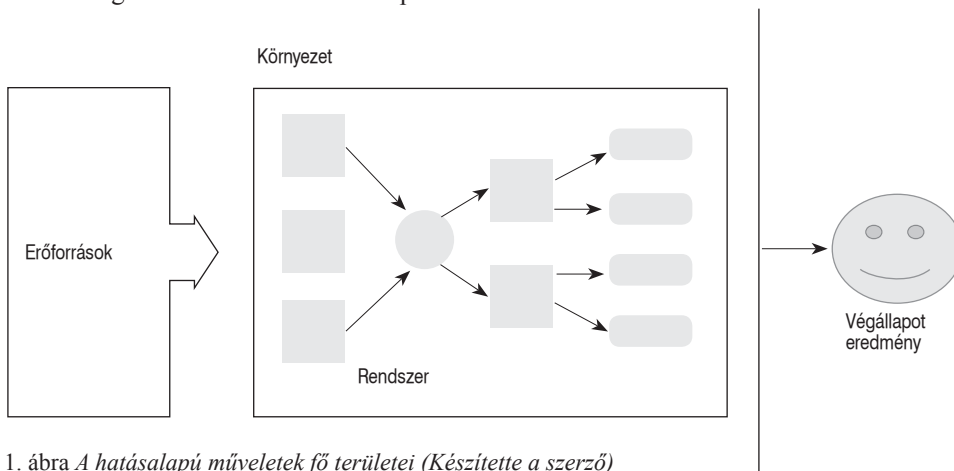 Környezet
Erőforrások
Rendszer
Végállapot
eredmény
1. ábra A hatásalapú műveletek fő területei (Készítette a szerző)